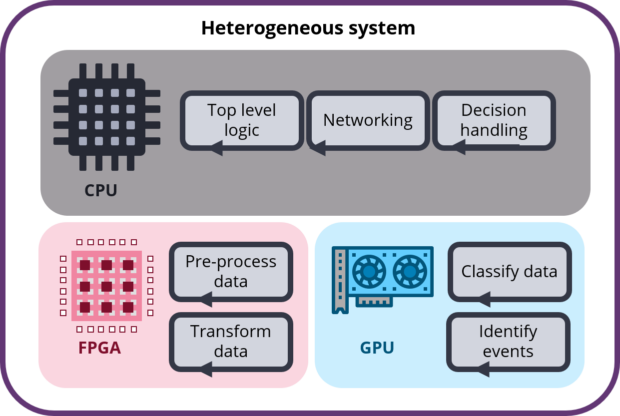 Heterogeneous system
Top level
logic
Networking
Decision
handling
CPU
Pre-process
data
Transform
data
FPGA
Classify data
Identify
events
GPU